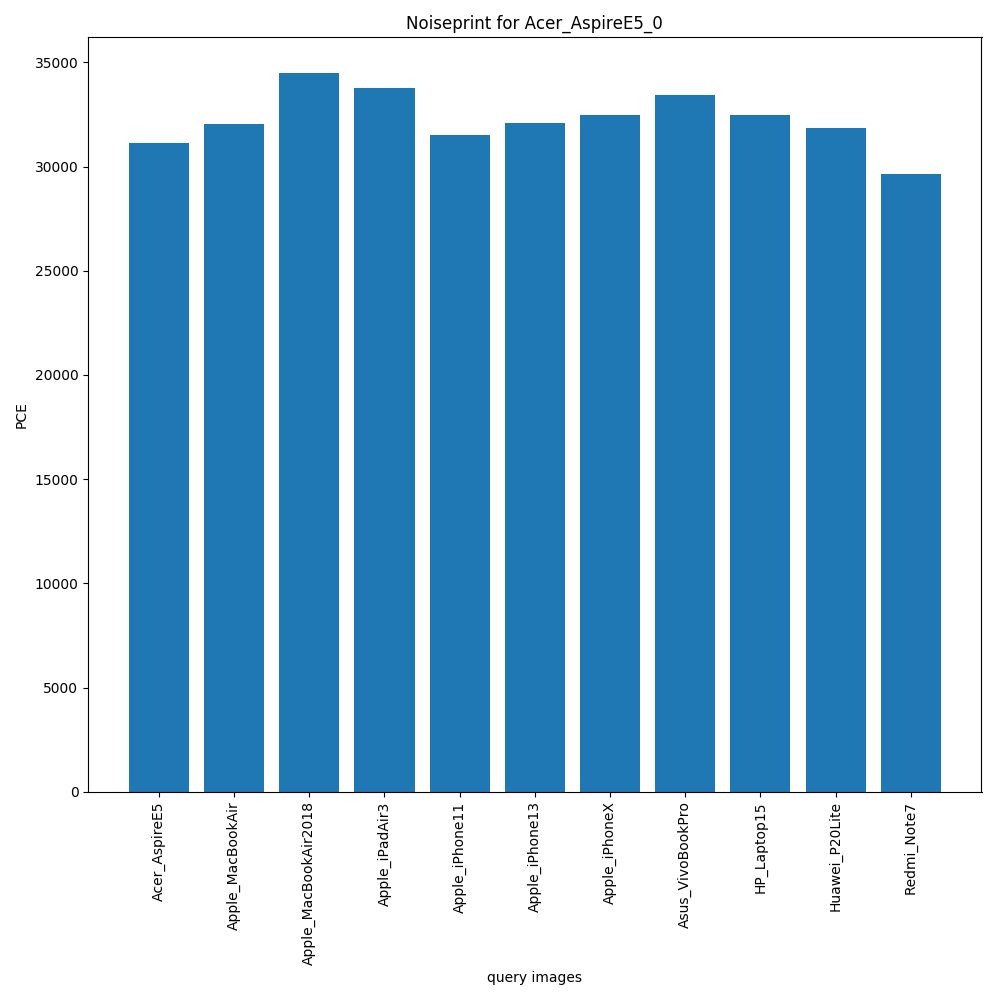 Noiseprint for Acer_AspireE5_0
35000
30000
25000
20000
15000
10000
5000
0
PCE
Acer_AspireE5
Apple_MacBookAir
Apple_MacBookAir2018
Apple_iPadAir3
Apple_iPhone11
Apple_iPhone13
Apple_iPhoneX
Asus_VivoBookPro
HP_Laptop15
Huawei_P20Lite
Redmi_Note7
query images